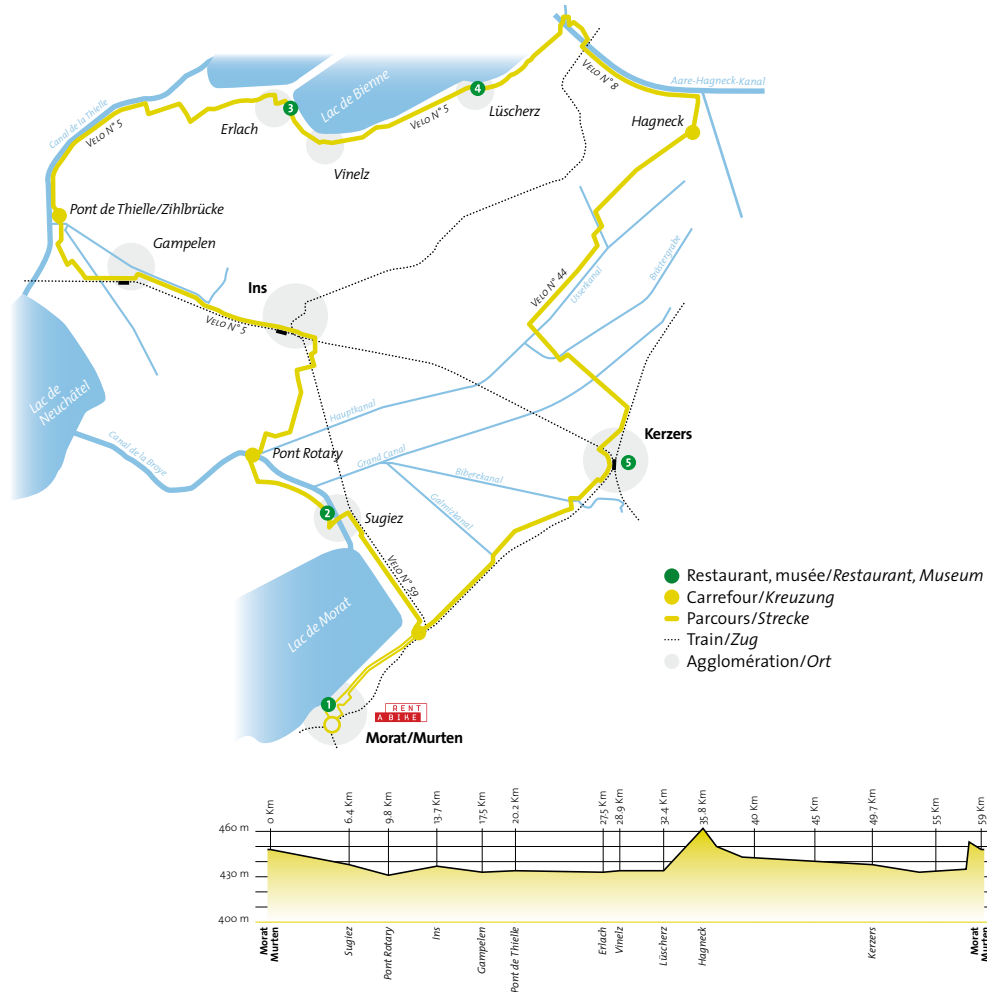 VELO N° 8
Aare-Hagneck-Kanal
Lac de Bienne
4
Canal de la Thielle
VELO N° 5
3
Erlach
VELO N° 5
Lüscherz
Hagneck
Vinelz
Pont de Thielle/Zihlbrücke
Gampelen
Brästergrabe
Ins
VELO N° 44
Usserkanal
VELO N° 5
Lac de
Neuchâtel
Hauptkanal
Canal de la Broye
Kerzers
Pont Rotary
Grand Canal
5
Biberekanal
Galmizkanal
2
Sugiez
VELO N° 59
Lac de Morat
Restaurant, musée/Restaurant, Museum
Carrefour/Kreuzung
Parcours/Strecke
Train/Zug
Agglomération/Ort
1
RENT
A BIKE
Morat/Murten
0 Km
6.4 Km
9.8 Km
13.7 Km
17.5 Km
20.2 Km
27.5 Km
28.9 Km
32.4 Km
35.8 Km
40 Km
45 Km
49.7 Km
55 Km
59 Km
460 m
430 m
400 m
Morat
Murten
Sugiez
Pont Rotary
Ins
Gampelen
Pont de Thielle
Erlach
Vinelz
Lüscherz
Hagneck
Kerzers
Morat
Murten